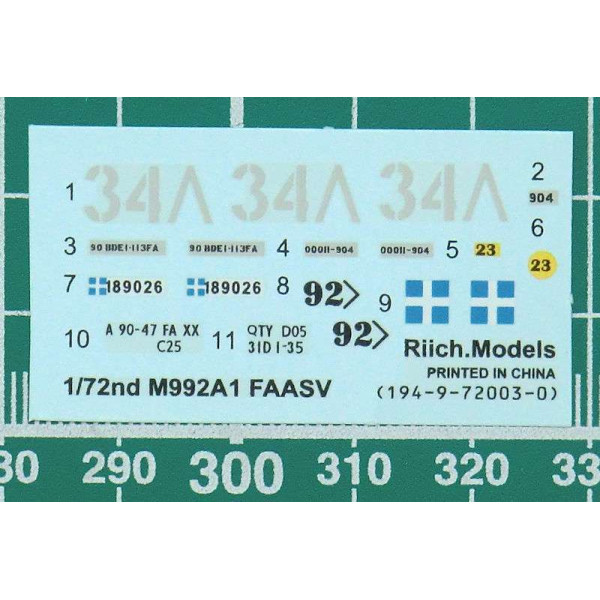 1 34Λ 34Λ 34Λ 2
904
3 90 BDE1-113FA 90 BDE1-113FA 4 00011-904 00011-904 5 23 6 23
7 189026 189026 8 92> 9
10 A 90-47 FA XX
C25
11 QTY D05
31D 1-35
92>
Riich.Models
PRINTED IN CHINA
1/72nd M992A1 FAASV (194-9-72003-0)
80 290 300 310 320 33